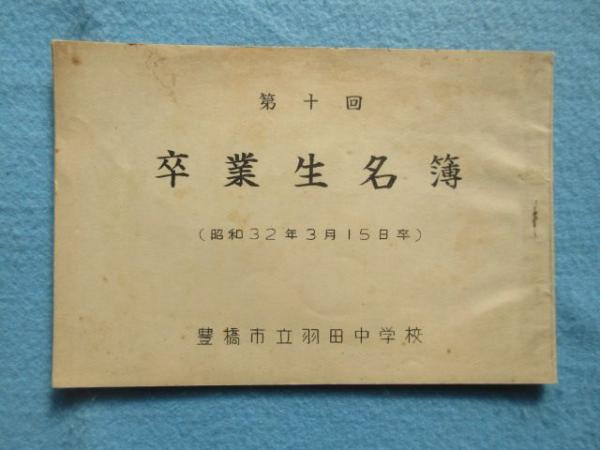 第十回
卒業生名簿
(昭和32年3月15日卒)
豊橋市立羽田中学校